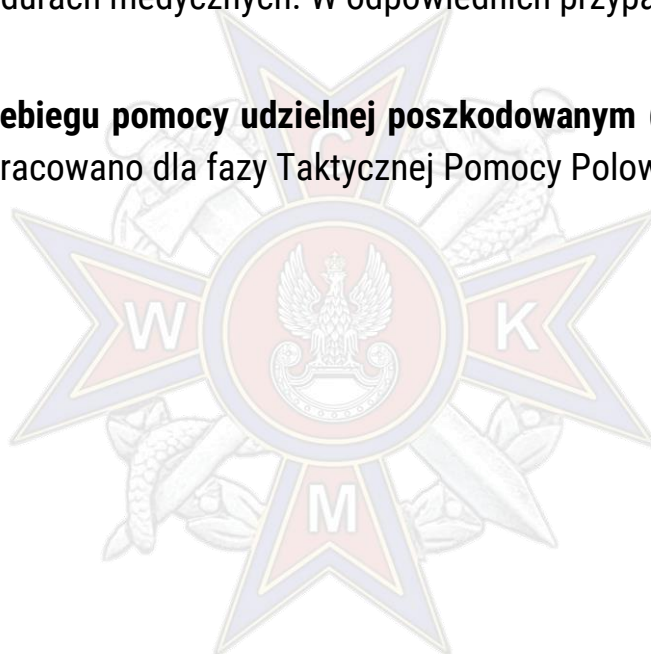 durach medycznych. W odpowiednich przypa
ebiegu pomocy udzielnej poszkodowanym
racowano dla fazy Taktycznej Pomocy Polow
C
W K
M